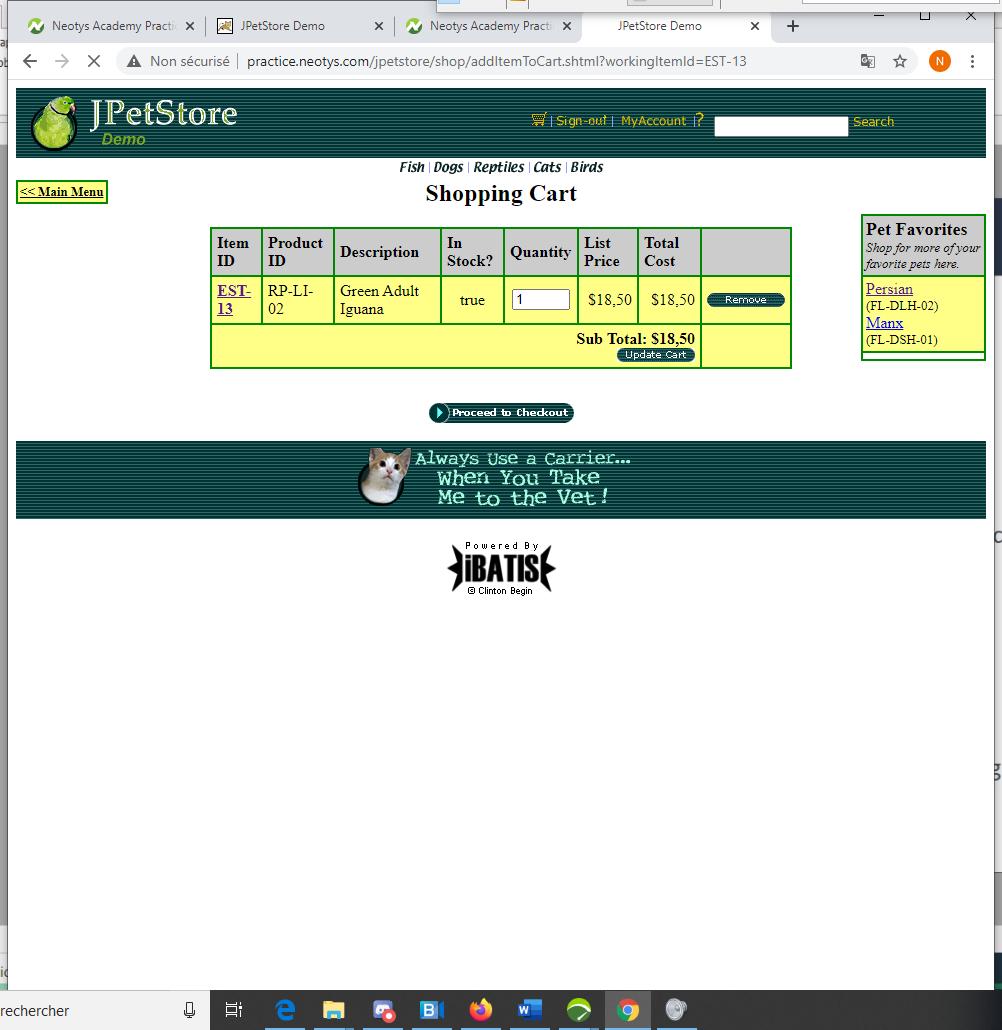 Neotys Academy Practi
JPetStore Demo
Neotys Academy Practi
JPetStore Demo
Non sécurisé
practice.neotys.com/jpetstore/shop/addItemToCart.shtml?workingItemId=EST-13
N
JPetStore
Demo
| Sign-out | MyAccount | ?
Search
Fish | Dogs | Reptiles | Cats | Birds
<< Main Menu
Shopping Cart
Item ID
Product ID
Description
In Stock?
Quantity
List Price
Total Cost
EST-13
RP-LI-02
Green Adult Iguana
true
1
$18,50
$18,50
Remove
Sub Total: $18,50
Update Cart
Pet Favorites
Shop for more of your
favorite pets here.
Persian
(FL-DLH-02)
Manx
(FL-DSH-01)
Proceed to Checkout
Always Use a Carrier...
When You Take
Me to the Vet!
Powered By
iBATIS
© Clinton Begin
rechercher